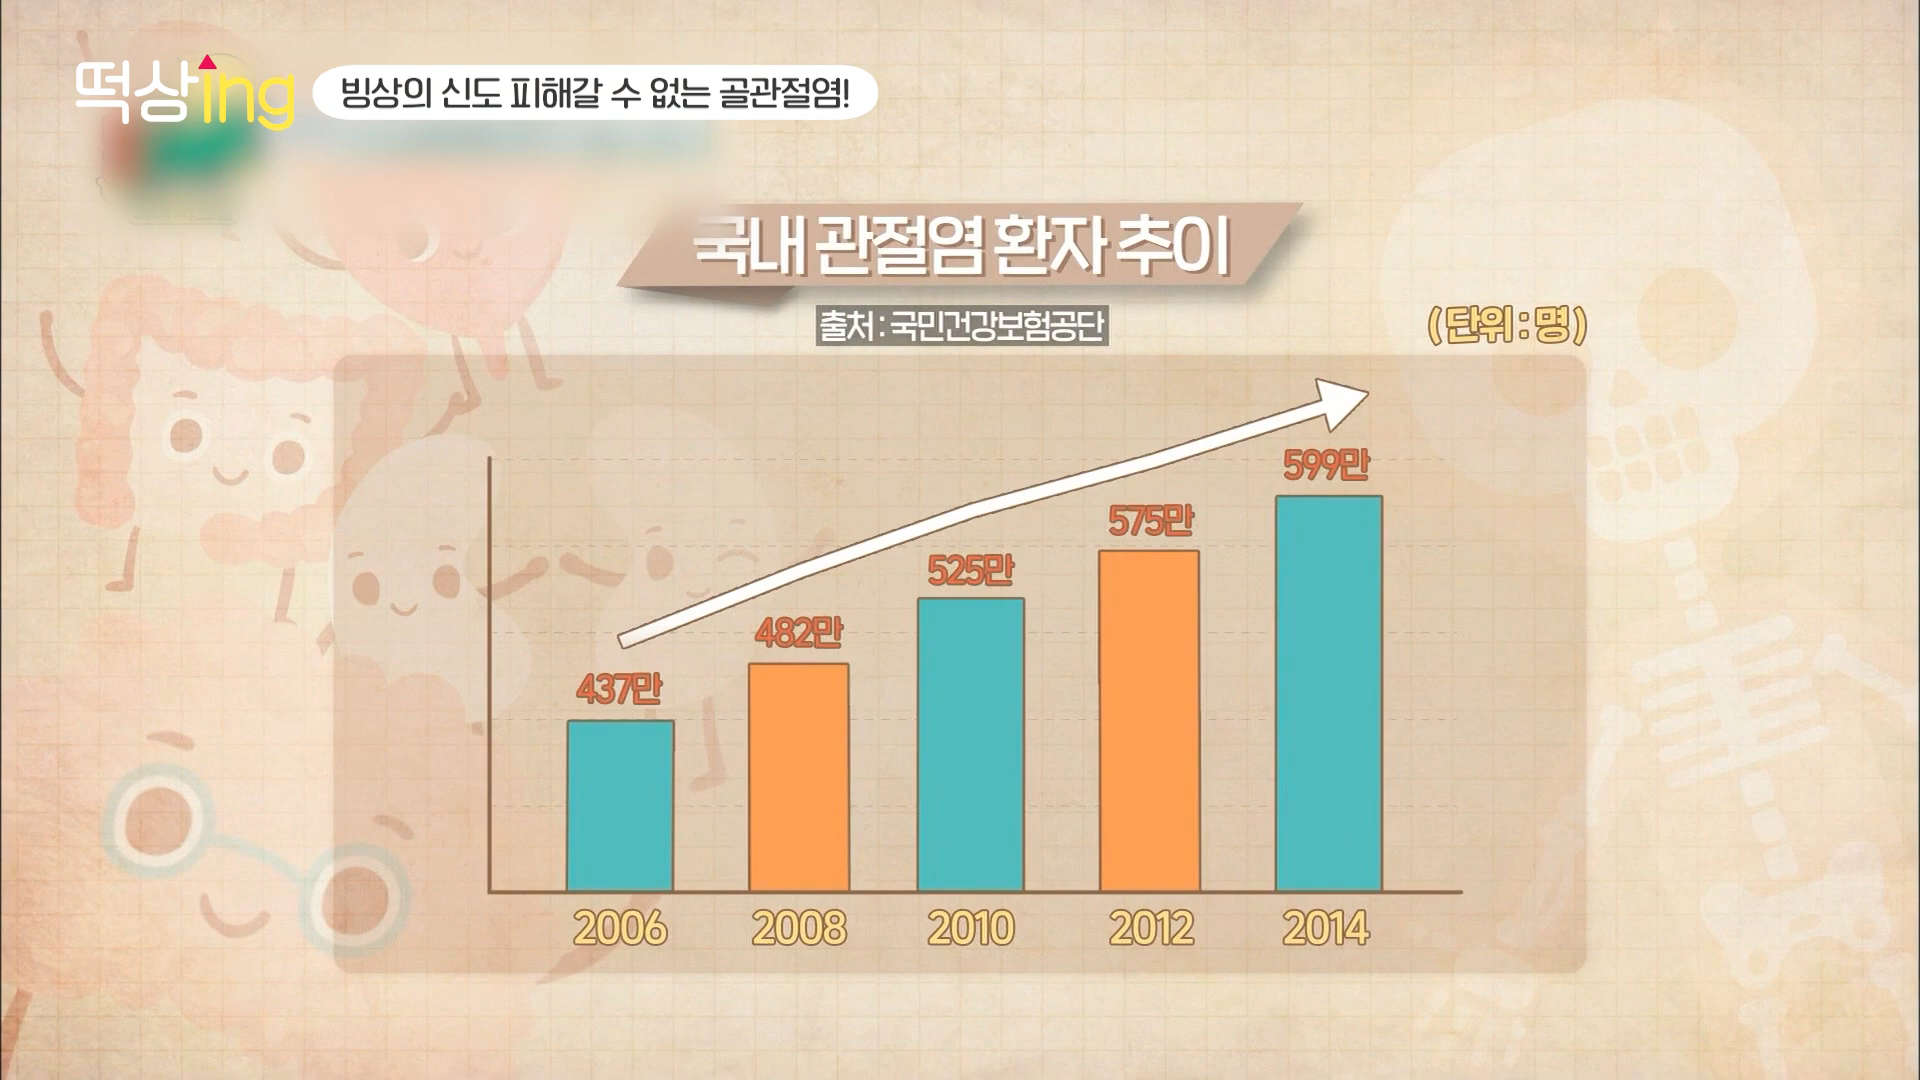 떡상ing
빙상의 신도 피해갈 수 없는 골관절염!
국내 관절염 환자 추이
출처 : 국민건강보험공단
(단위 : 명)
437만
482만
525만
575만
599만
2006
2008
2010
2012
2014